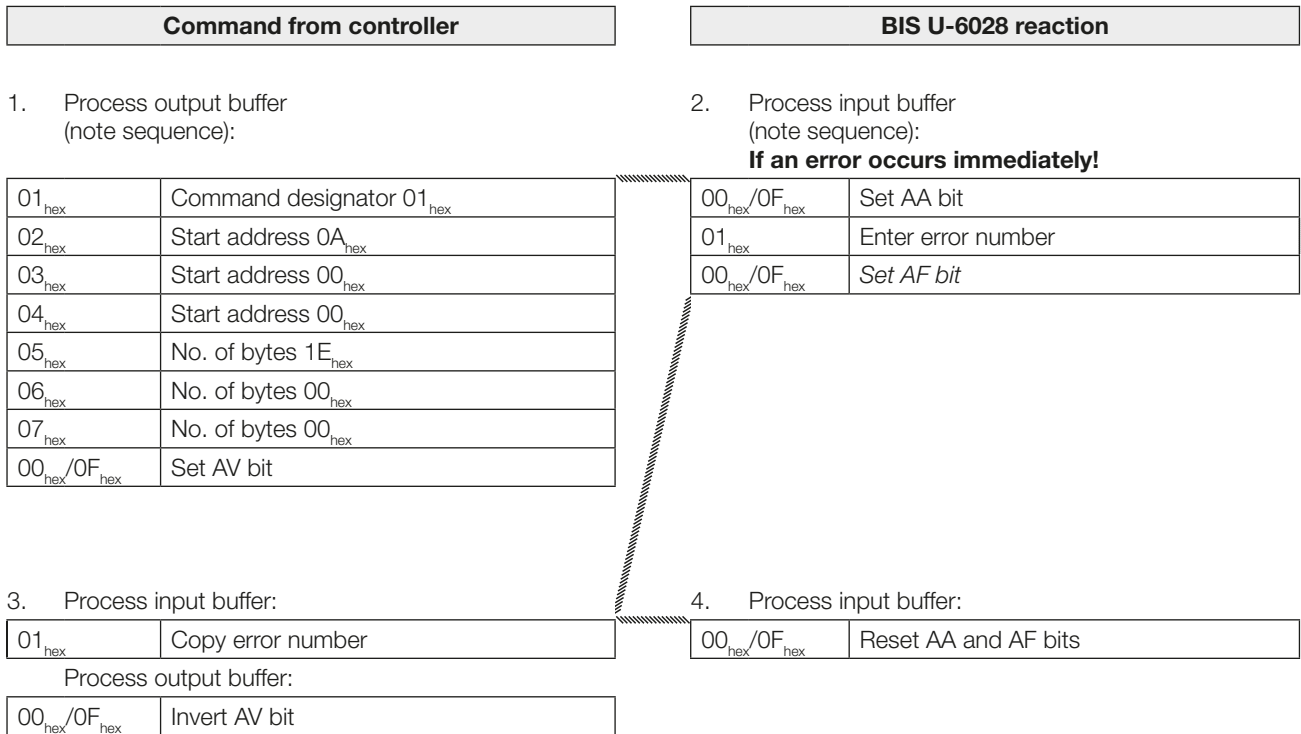 Command from controller
BIS U-6028 reaction
1. Process output buffer
(note sequence):
01hex Command designator 01hex
02hex Start address 0Ahex
03hex Start address 00hex
04hex Start address 00hex
05hex No. of bytes 1Ehex
06hex No. of bytes 00hex
07hex No. of bytes 00hex
00hex/0Fhex Set AV bit
2. Process input buffer
(note sequence):
If an error occurs immediately!
00hex/0Fhex Set AA bit
01hex Enter error number
00hex/0Fhex Set AF bit
3. Process input buffer:
01hex Copy error number
Process output buffer:
00hex/0Fhex Invert AV bit
4. Process input buffer:
00hex/0Fhex Reset AA and AF bits